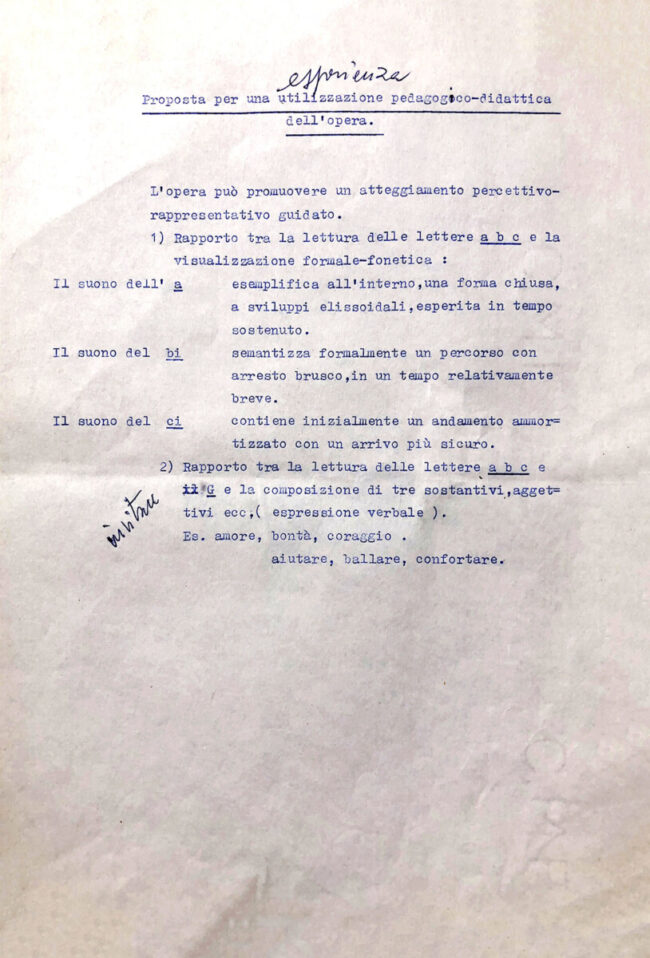 esperienza
Proposta per una utilizzazione pedagogico-didattica
dell'opera.
L'opera può promuovere un atteggiamento percettivo-
rappresentativo guidato.
1) Rapporto tra la lettura delle lettere a b c e la
visualizzazione formale-fonetica :
Il suono dell' a esemplifica all'interno,una forma chiusa,
a sviluppi elissoidali,esperita in tempo
sostenuto.
Il suono del bi semantizza formalmente un percorso con
arresto brusco,in un tempo relativamente
breve.
Il suono del ci contiene inizialmente un andamento ammor=
tizzato con un arrivo più sicuro.
2) Rapporto tra la lettura delle lettere a b c e
il G e la composizione di tre sostantivi,agget=
tivi ecc,( espressione verbale ).
Es. amore, bontà, coraggio .
aiutare, ballare, confortare.